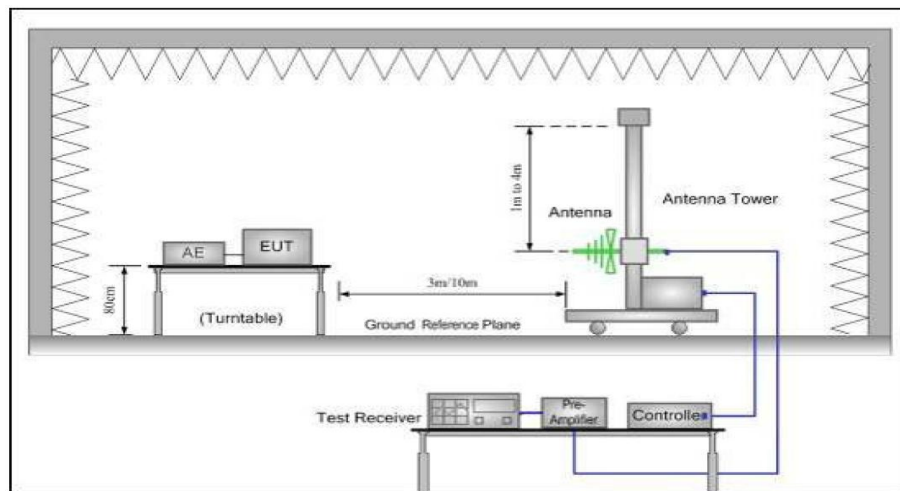 1m to 4m
Antenna
Antenna Tower
AE
EUT
80cm
3m/10m
(Turntable)
Ground Reference Plane
Test Receiver
Pre-
Amplifier
Controller